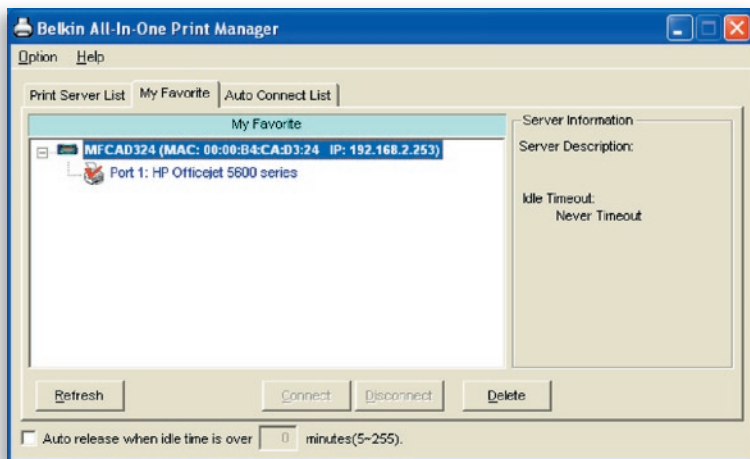 Belkin All-In-One Print Manager
Option Help
Print Server List My Favorite Auto Connect List
My Favorite
MFCAD324 (MAC: 00:00:B4:CA:D3:24 IP: 192.168.2.253)
Port 1: HP Officejet 5600 series
Server Information
Server Description:
Idle Timeout:
Never Timeout
Refresh Connect Disconnect Delete
Auto release when idle time is over 0 minutes(5~255).